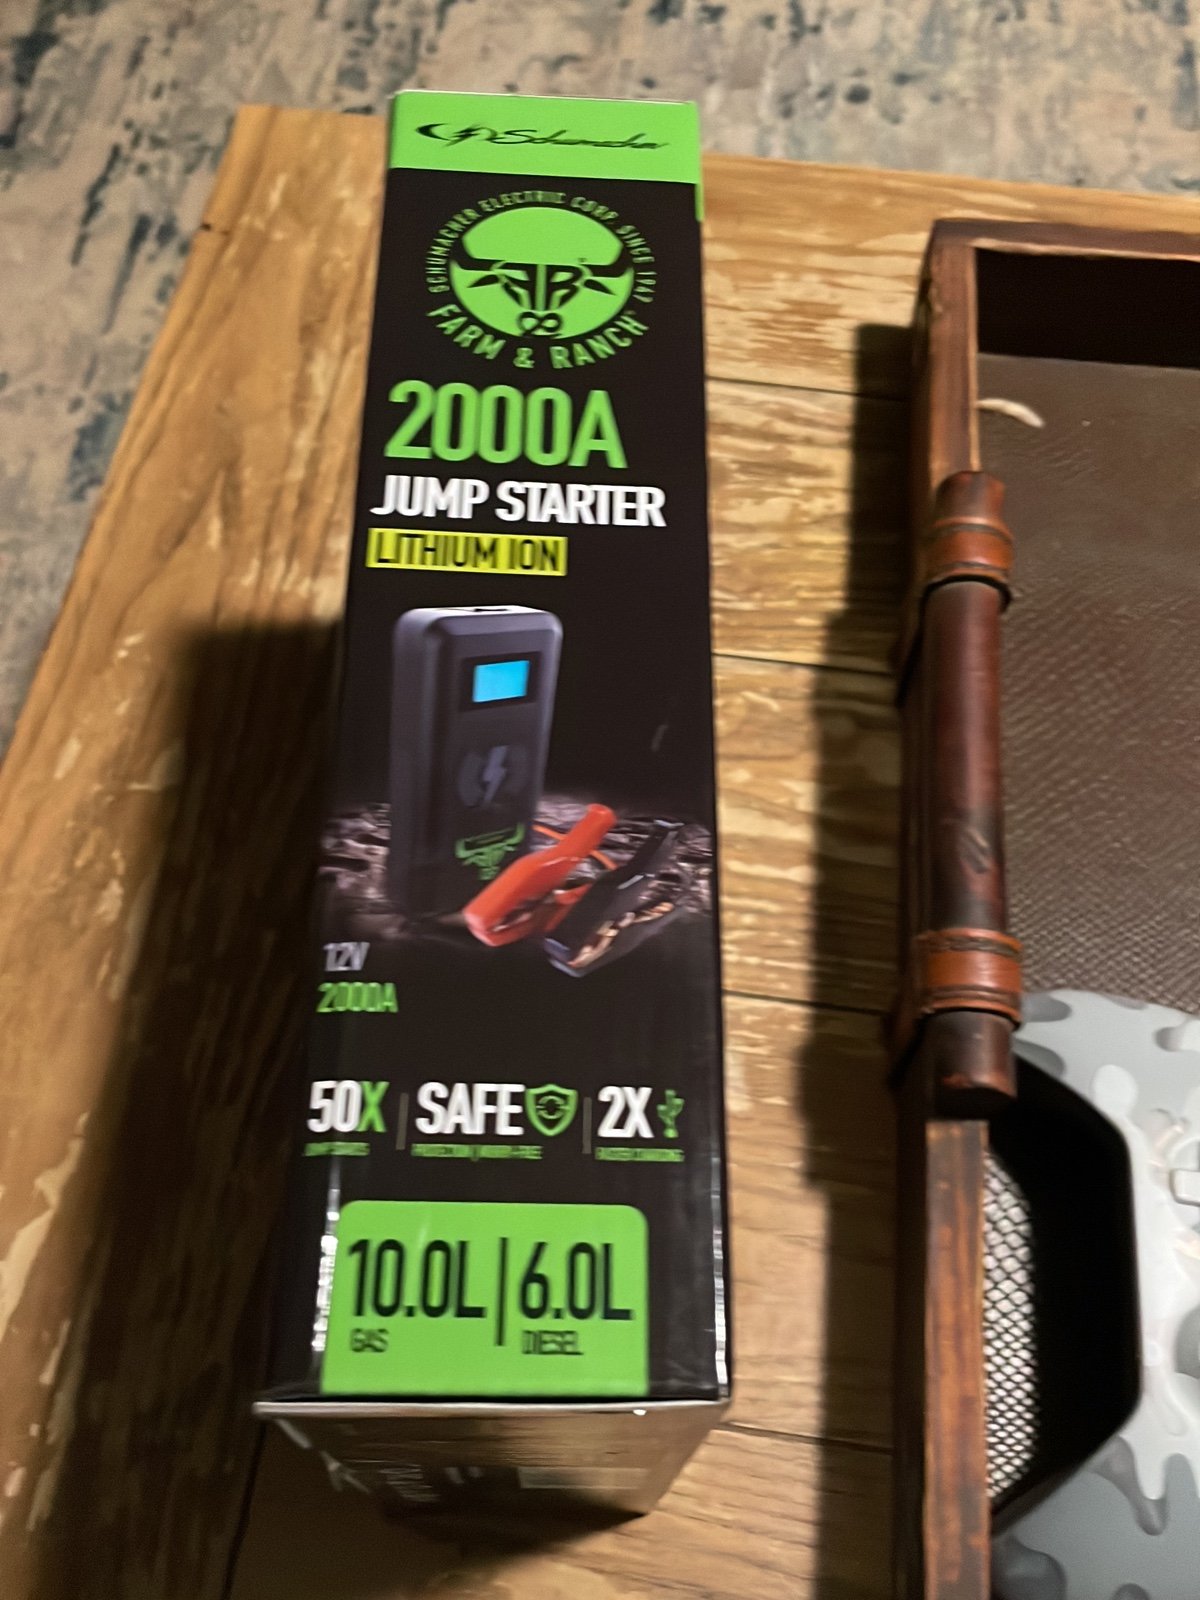 Schumacher
SCHUMACHER ELECTRIC CORP. SINCE 1947
FARM & RANCH
2000A
JUMP STARTER
LITHIUM ION
12V
2000A
50X
SAFE
2X
10.0L
6.0L
GAS
DIESEL